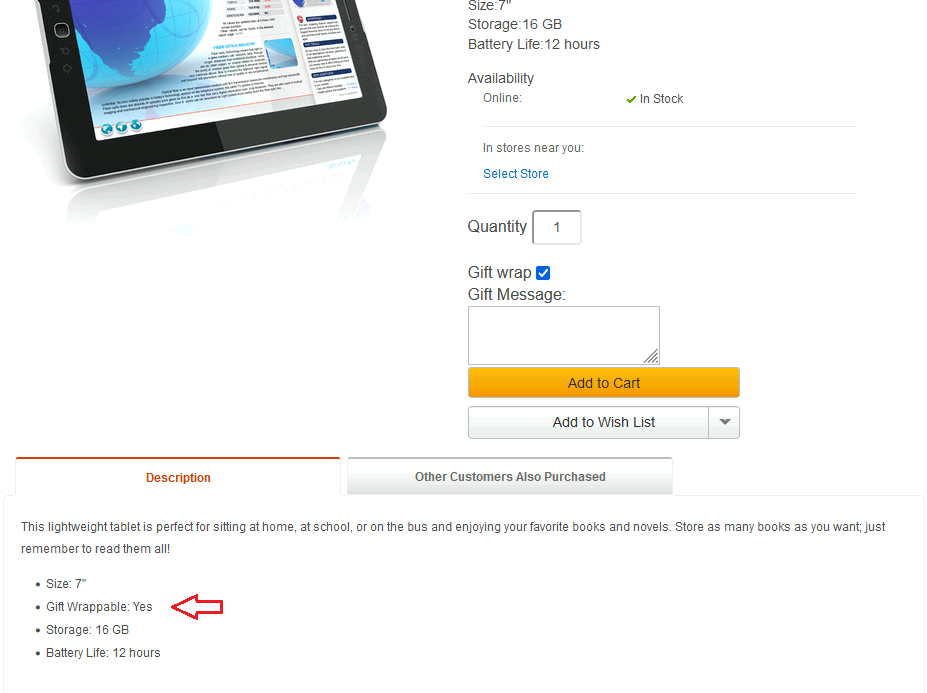 Size:7"
Storage:16 GB
Battery Life:12 hours
Availability
Online:
In Stock
In stores near you:
Select Store
Quantity 1
Gift wrap
Gift Message:
Add to Cart
Add to Wish List
Description
Other Customers Also Purchased
This lightweight tablet is perfect for sitting at home, at school, or on the bus and enjoying your favorite books and novels. Store as many books as you want; just
remember to read them all!
• Size: 7"
• Gift Wrappable: Yes
• Storage: 16 GB
• Battery Life: 12 hours